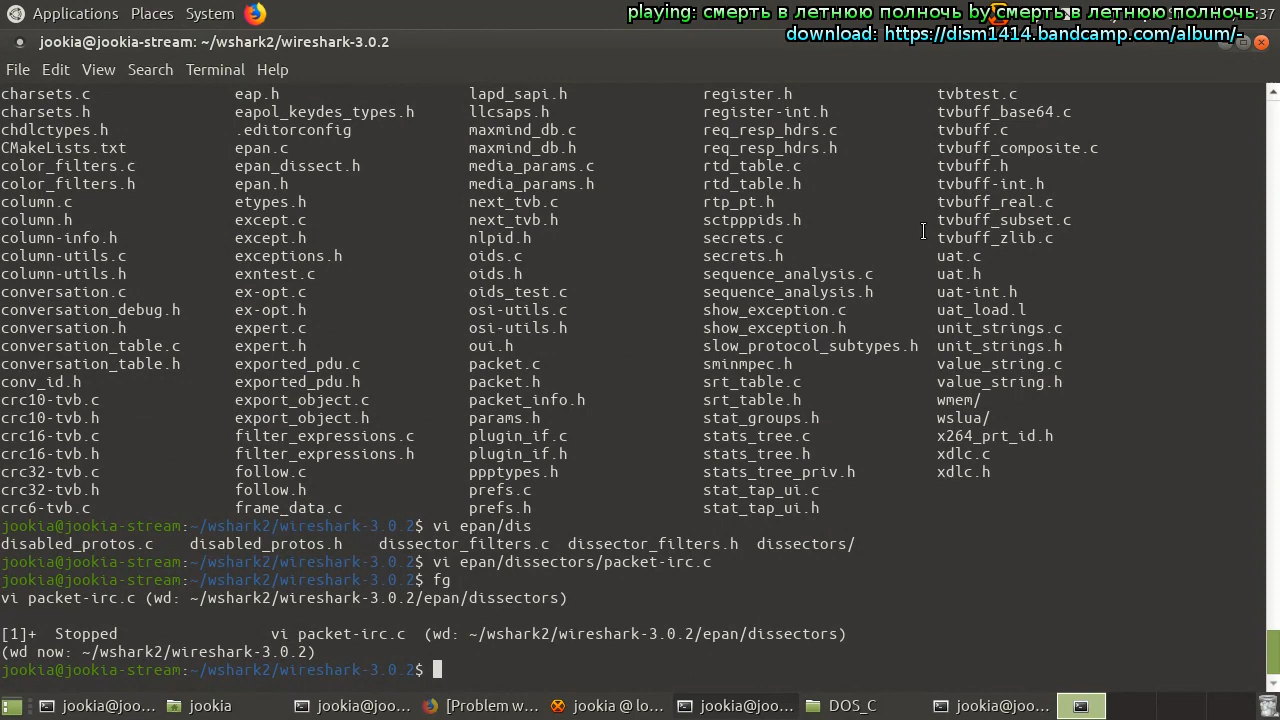 Applications Places System
playing: смерть в летнюю полночь by смерть в летнюю полночь
:37
download: https://dism1414.bandcamp.com/album/-
jookia@jookia-stream: ~/wshark2/wireshark-3.0.2
File Edit View Search Terminal Help
charsets.c eap.h lapd_sapi.h register.h tvbtest.c
charsets.h eapol_keydes_types.h llcsaps.h register-int.h tvbuff_base64.c
chdlctypes.h .editorconfig maxmind_db.c req_resp_hdrs.c tvbuff.c
CMakeLists.txt epan.c maxmind_db.h req_resp_hdrs.h tvbuff_composite.c
color_filters.c epan_dissect.h media_params.c rtd_table.c tvbuff.h
color_filters.h epan.h media_params.h rtd_table.h tvbuff-int.h
column.c etypes.h next_tvb.c rtp_pt.h tvbuff_real.c
column.h except.c next_tvb.h sctpppids.h tvbuff_subset.c
column-info.h except.h nlpid.h secrets.c tvbuff_zlib.c
column-utils.c exceptions.h oids.c secrets.h uat.c
column-utils.h exntest.c oids.h sequence_analysis.c uat.h
conversation.c ex-opt.c oids_test.c sequence_analysis.h uat-int.h
conversation_debug.h ex-opt.h osi-utils.c show_exception.c uat_load.l
conversation.h expert.c osi-utils.h show_exception.h unit_strings.c
conversation_table.c expert.h oui.h slow_protocol_subtypes.h unit_strings.h
conversation_table.h exported_pdu.c packet.c sminmpec.h value_string.c
conv_id.h exported_pdu.h packet.h srt_table.c value_string.h
crc10-tvb.c export_object.c packet_info.h srt_table.h wmem/
crc10-tvb.h export_object.h params.h stat_groups.h wslua/
crc16-tvb.c filter_expressions.c plugin_if.c stats_tree.c x264_prt_id.h
crc16-tvb.h filter_expressions.h plugin_if.h stats_tree.h xdlc.c
crc32-tvb.c follow.c ppptypes.h stats_tree_priv.h xdlc.h
crc32-tvb.h follow.h prefs.c stat_tap_ui.c
crc6-tvb.c frame_data.c prefs.h stat_tap_ui.h
jookia@jookia-stream:~/wshark2/wireshark-3.0.2$ vi epan/dis
disabled_protos.c disabled_protos.h dissector_filters.c dissector_filters.h dissectors/
jookia@jookia-stream:~/wshark2/wireshark-3.0.2$ vi epan/dissectors/packet-irc.c
jookia@jookia-stream:~/wshark2/wireshark-3.0.2$ fg
vi packet-irc.c (wd: ~/wshark2/wireshark-3.0.2/epan/dissectors)
[1]+ Stopped vi packet-irc.c (wd: ~/wshark2/wireshark-3.0.2/epan/dissectors)
(wd now: ~/wshark2/wireshark-3.0.2)
jookia@jookia-stream:~/wshark2/wireshark-3.0.2$
jookia@joo... jookia jookia@joo... [Problem w... jookia @ lo... jookia@joo... DOS_C jookia@joo...